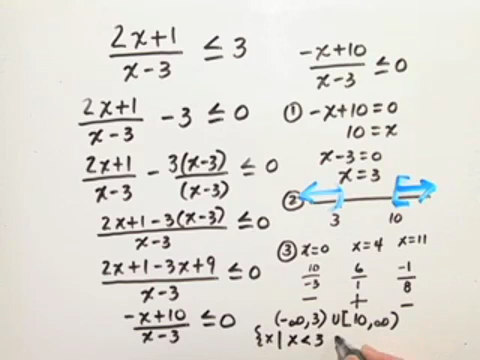 (2x+1)/(x-3) ≤ 3
(2x+1)/(x-3) - 3 ≤ 0
(2x+1)/(x-3) - 3(x-3)/(x-3) ≤ 0
(2x+1-3(x-3))/(x-3) ≤ 0
(2x+1-3x+9)/(x-3) ≤ 0
(-x+10)/(x-3) ≤ 0
(-x+10)/(x-3) ≤ 0
① -x+10=0
10=x
x-3=0
x=3
②
3 10
③ x=0 x=4 x=11
10/-3 6/1 -1/8
- + -
(-∞,3) ∪ [10,∞)
{x | x<3